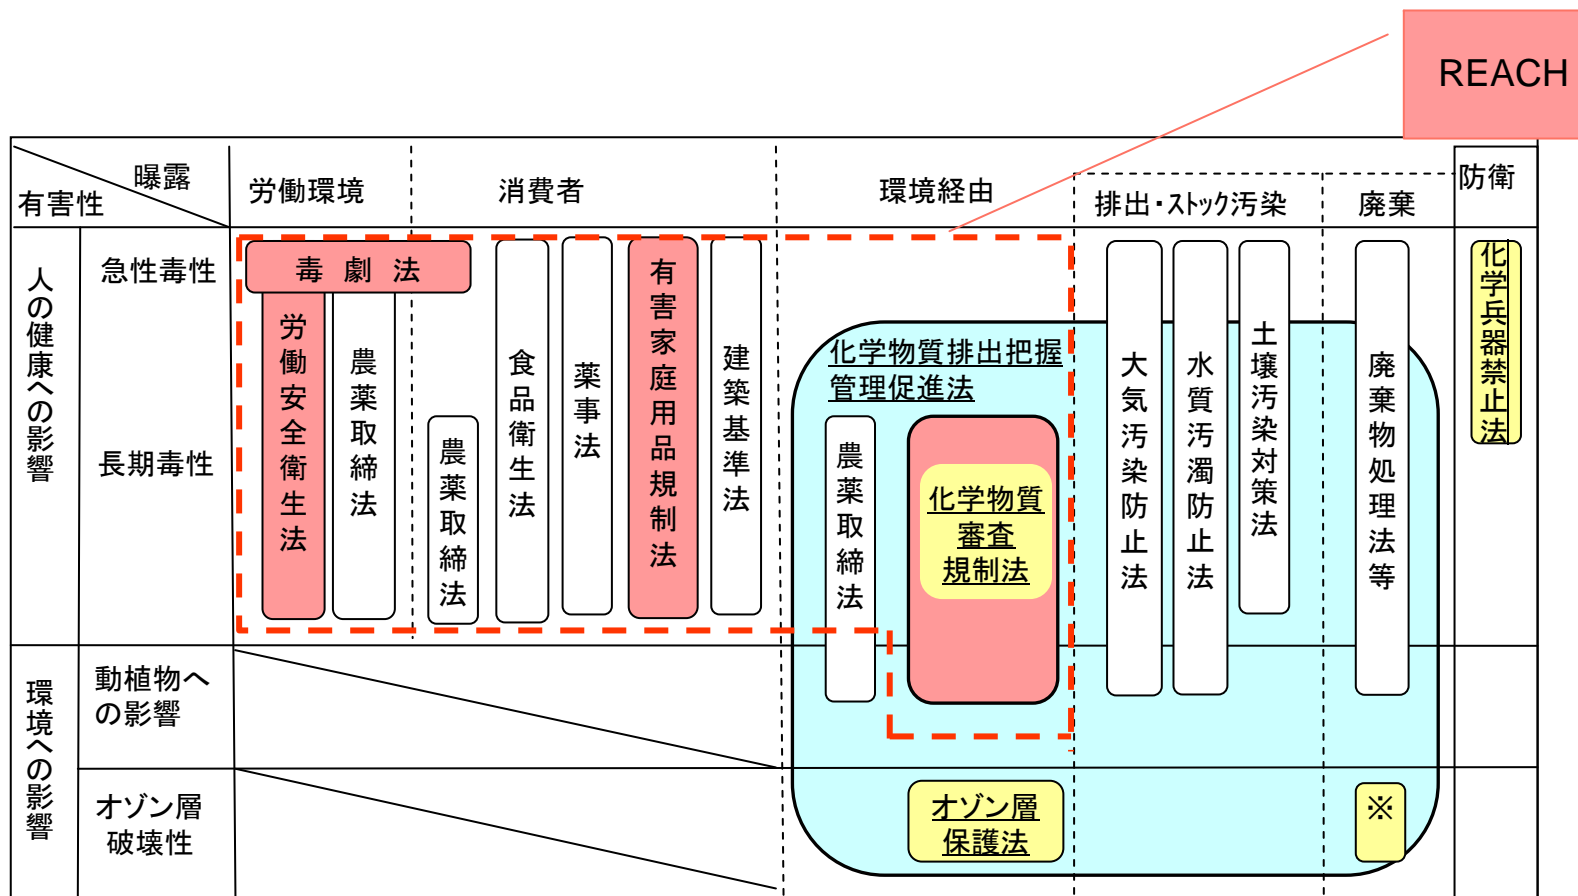 REACH
曝露
有害性
労働環境
消費者
環境経由
排出・ストック汚染
廃棄
防衛
人の健康への影響
急性毒性
長期毒性
毒劇法
労働安全衛生法
農薬取締法
農薬取締法
食品衛生法
薬事法
有害家庭用品規制法
建築基準法
化学物質排出把握
管理促進法
農薬取締法
化学物質
審査
規制法
大気汚染防止法
水質汚濁防止法
土壌汚染対策法
廃棄物処理法等
化学兵器禁止法
環境への影響
動植物へ
の影響
オゾン層
破壊性
オゾン層
保護法
※